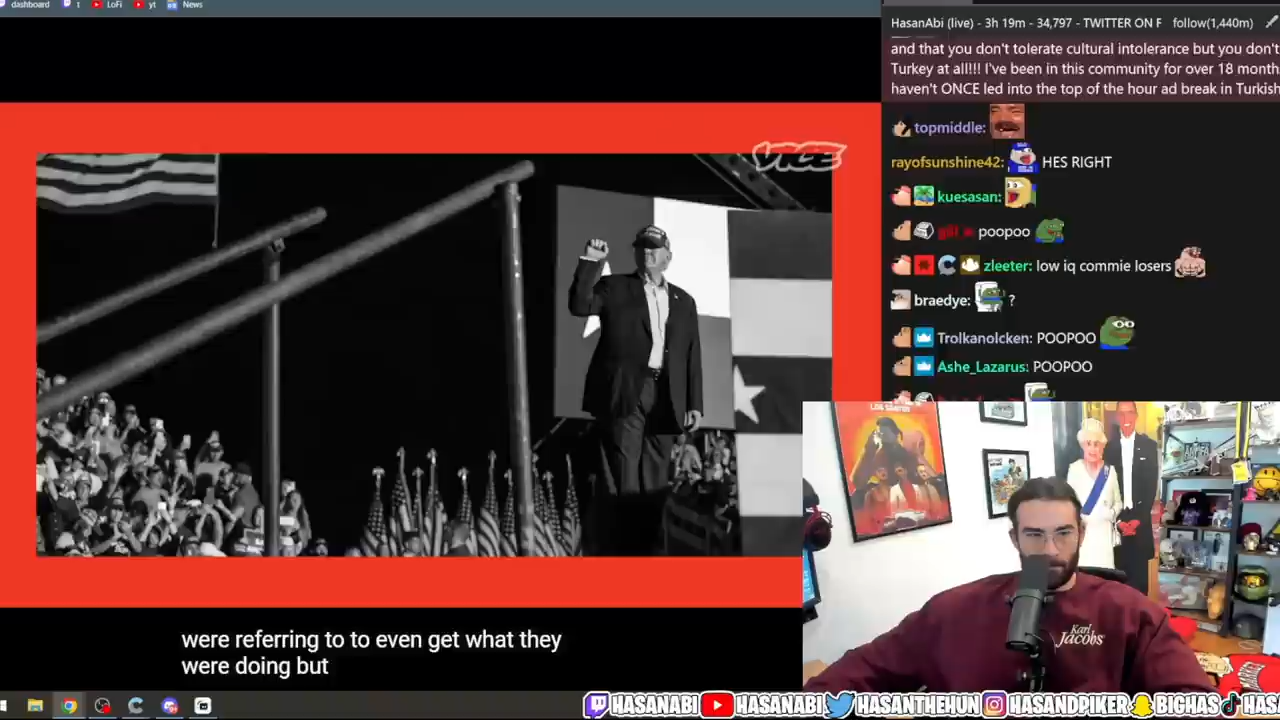 dashboard
t
LoFi
yt
News
HasanAbi (live) - 3h 19m - 34,797 - TWITTER ON F
follow(1,440m)
and that you don't tolerate cultural intolerance but you don't
Turkey at all!!! I've been in this community for over 18 month
haven't ONCE led into the top of the hour ad break in Turkish
topmiddle:
rayofsunshine42: HES RIGHT
kuesasan:
poopoo
zleeter: low iq commie losers
braedye: ?
Trolkanolcken: POOPOO
Ashe_Lazarus: POOPOO
VICE
were referring to to even get what they
were doing but
Karl
Jacobs
HASANABI
HASANABI
HASANTHEHUN
HASANDPIKER
BIGHAS
HAS